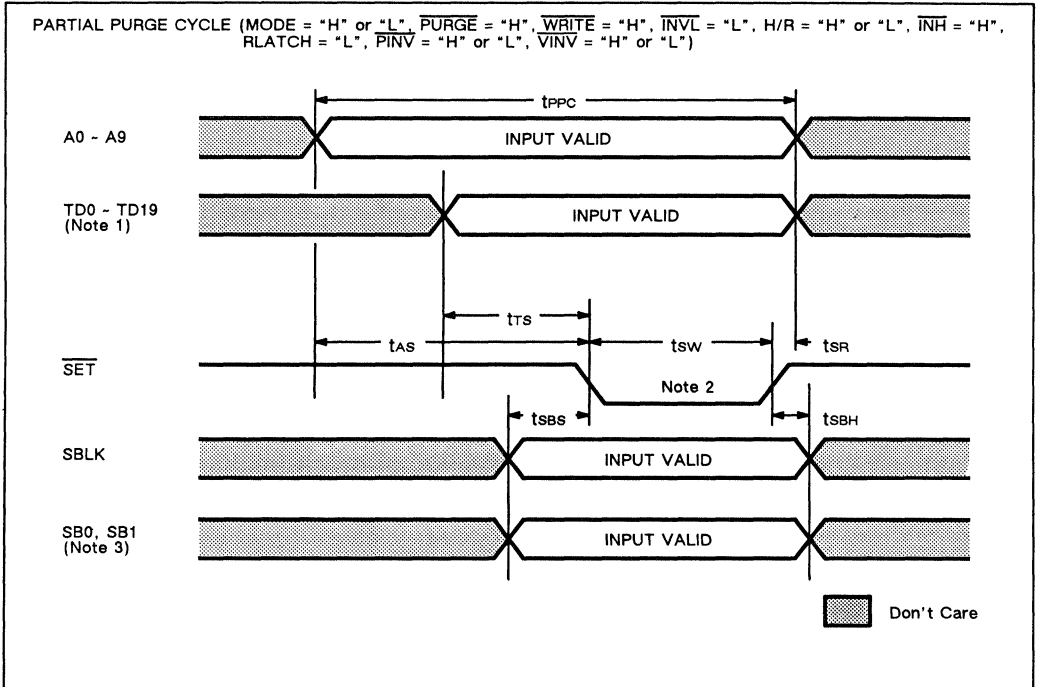 PARTIAL PURGE CYCLE (MODE = “H” or “L”, PURGE = “H”, WRITE = “H”, INVL = “L”, H/R = “H” or “L”, INH = “H”,
RLATCH = “L”, PINV = “H” or “L”, VINV = “H” or “L”)
tPPC
A0 ~ A9
INPUT VALID
TD0 ~ TD19
(Note 1)
INPUT VALID
tTS
tAS
tSW
tSR
SET
Note 2
tSBS
tSBH
SBLK
INPUT VALID
SB0, SB1
(Note 3)
INPUT VALID
Don't Care